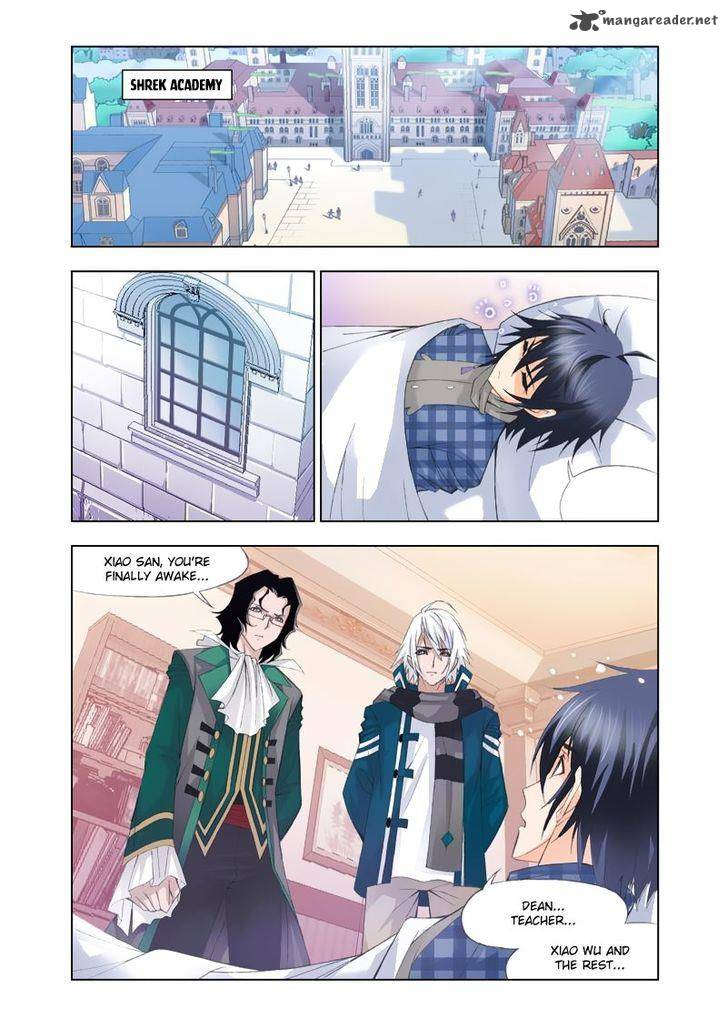 mangareader.net
SHREK ACADEMY
XIAO SAN, YOU'RE
FINALLY AWAKE...
DEAN...
TEACHER...
XIAO WU AND
THE REST...